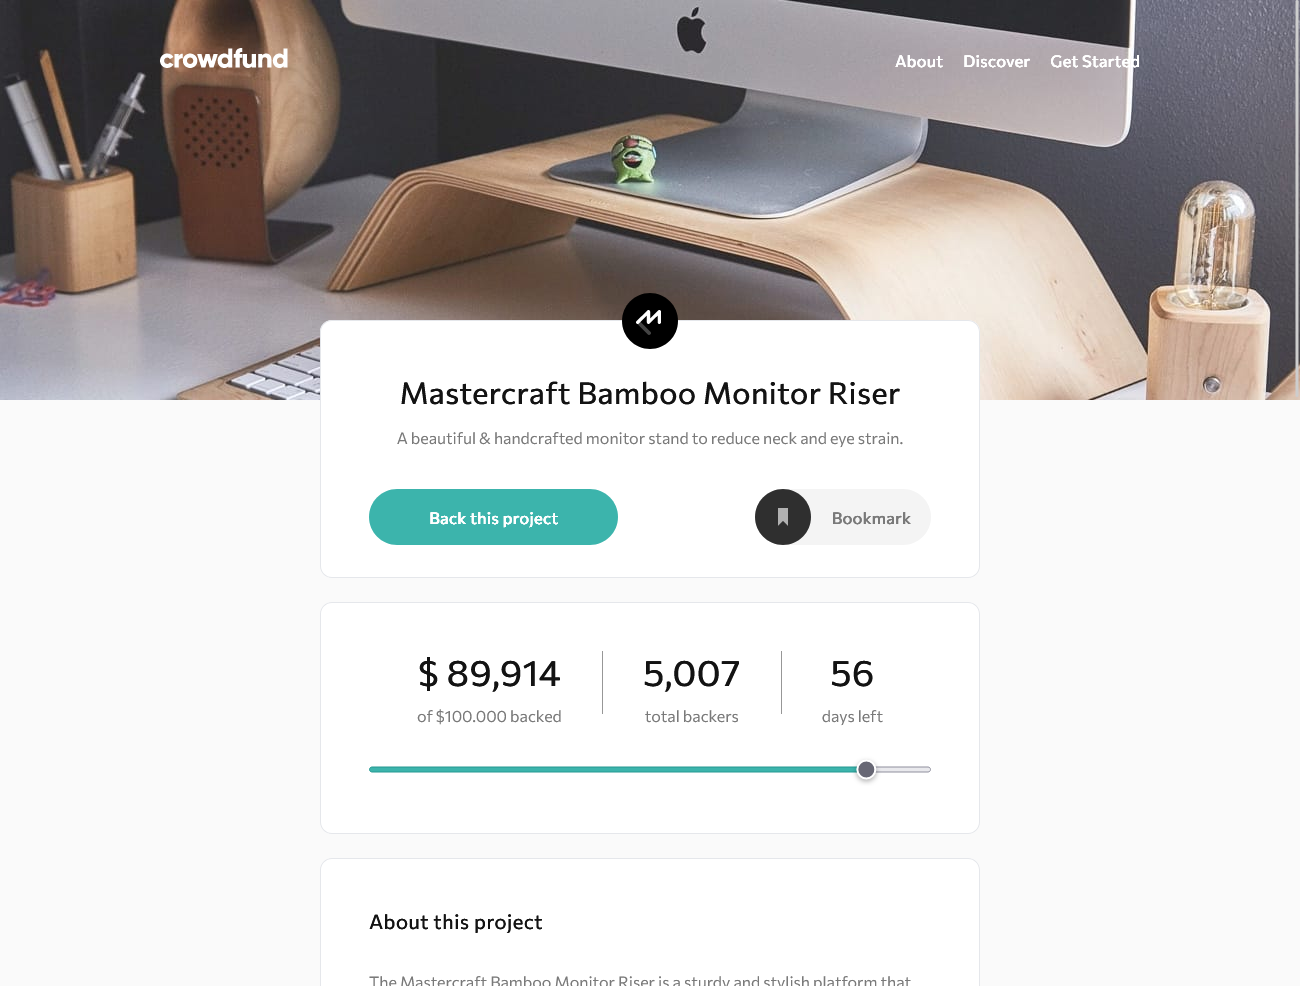 crowdfund
About Discover Get Started
Mastercraft Bamboo Monitor Riser
A beautiful & handcrafted monitor stand to reduce neck and eye strain.
Back this project
Bookmark
$ 89,914
of $100.000 backed
5,007
total backers
56
days left
About this project
The Mastercraft Bamboo Monitor Riser is a sturdy and stylish platform that